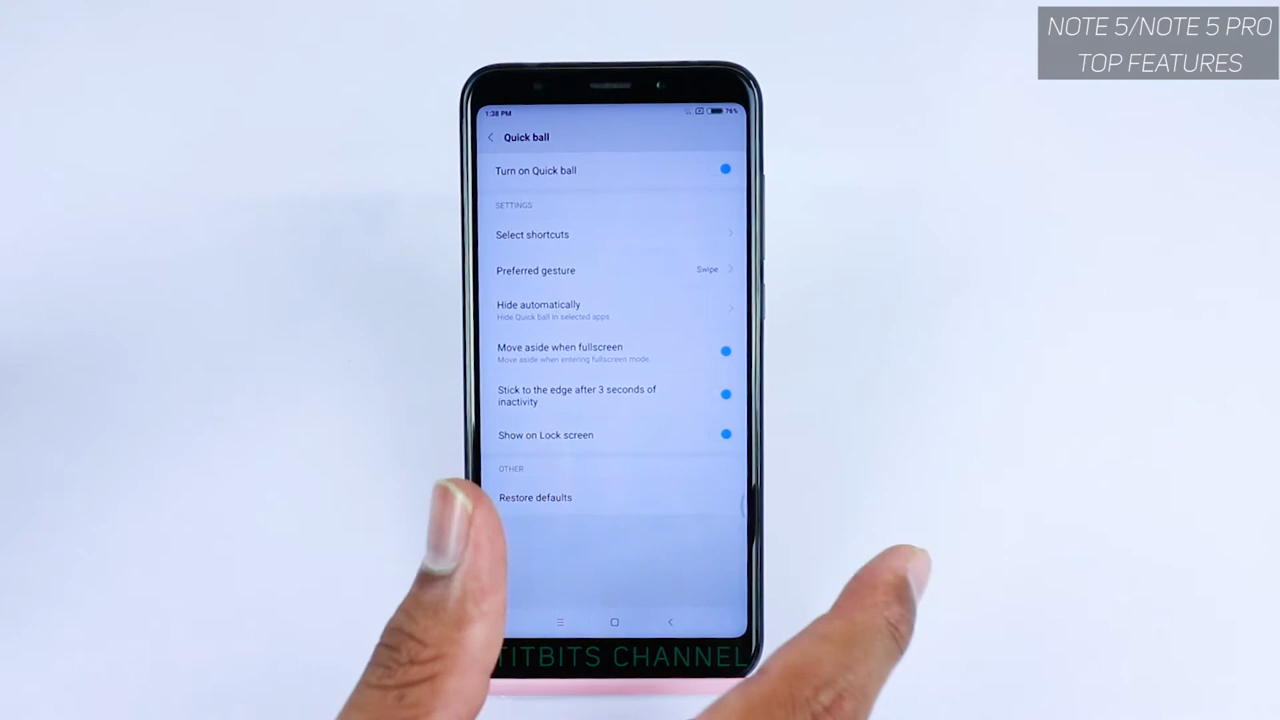 NOTE 5/NOTE 5 PRO
TOP FEATURES
1:38 PM
76%
Quick ball
Turn on Quick ball
SETTINGS
Select shortcuts
Preferred gesture
Swipe
Hide automatically
Hide Quick ball in selected apps
Move aside when fullscreen
Move aside when entering fullscreen mode.
Stick to the edge after 3 seconds of
inactivity
Show on Lock screen
OTHER
Restore defaults
TITBITS CHANNEL